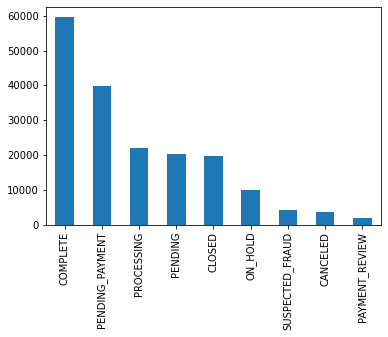 60000
50000
40000
30000
20000
10000
0
COMPLETE
PENDING_PAYMENT
PROCESSING
PENDING
CLOSED
ON_HOLD
SUSPECTED_FRAUD
CANCELED
PAYMENT_REVIEW